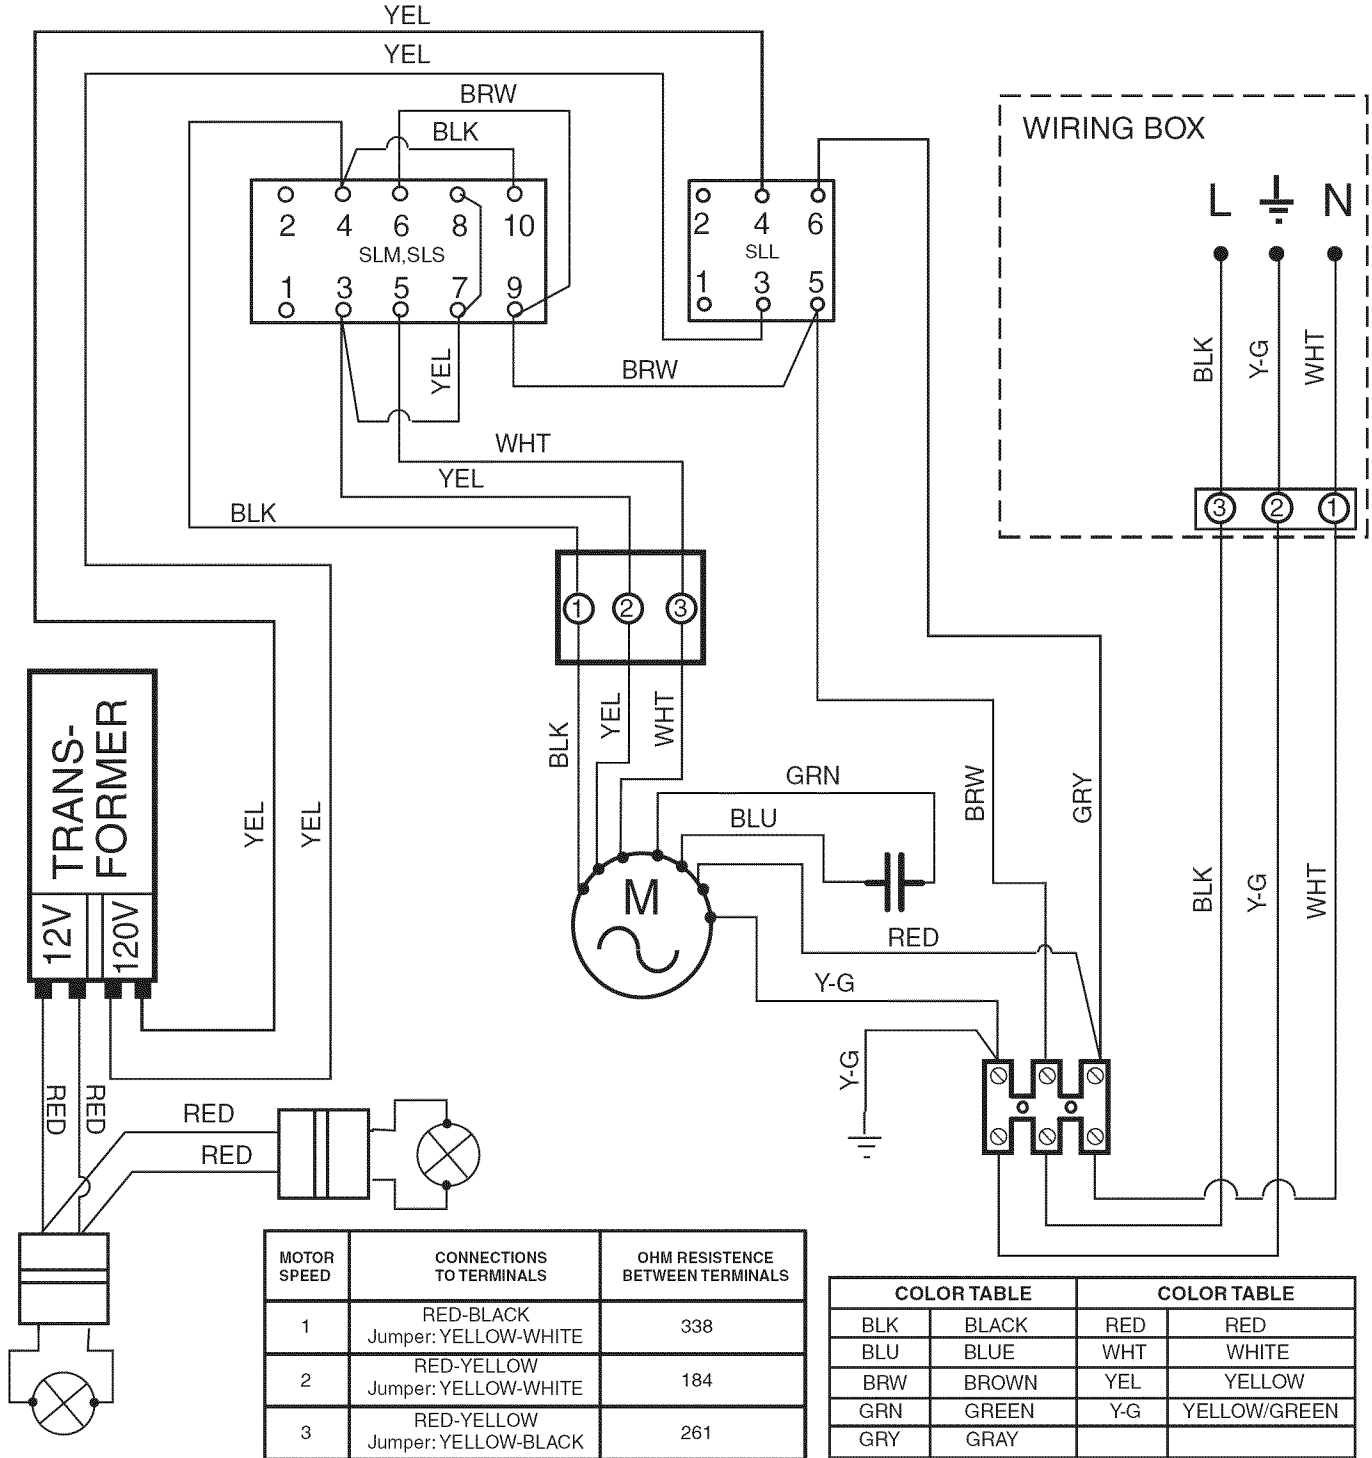 YEL
YEL
BRW
BLK
WIRING BOX
L
N
2 4 6 8 10
SLM,SLS
1 3 5 7 9
2 4 6
SLL
1 3 5
YEL
BRW
BLK
Y-G
WHT
WHT
YEL
BLK
3 2 1
1 2 3
BLK
YEL
WHT
TRANS-
FORMER
12V
120V
YEL
YEL
GRN
BLU
BRW
GRY
BLK
Y-G
WHT
M
RED
Y-G
Y-G
RED
RED
RED
RED
MOTOR SPEED
CONNECTIONS TO TERMINALS
OHM RESISTENCE BETWEEN TERMINALS
1
RED-BLACK
Jumper: YELLOW-WHITE
338
2
RED-YELLOW
Jumper: YELLOW-WHITE
184
3
RED-YELLOW
Jumper: YELLOW-BLACK
261
COLOR TABLE COLOR TABLE
BLK BLACK RED RED
BLU BLUE WHT WHITE
BRW BROWN YEL YELLOW
GRN GREEN Y-G YELLOW/GREEN
GRY GRAY